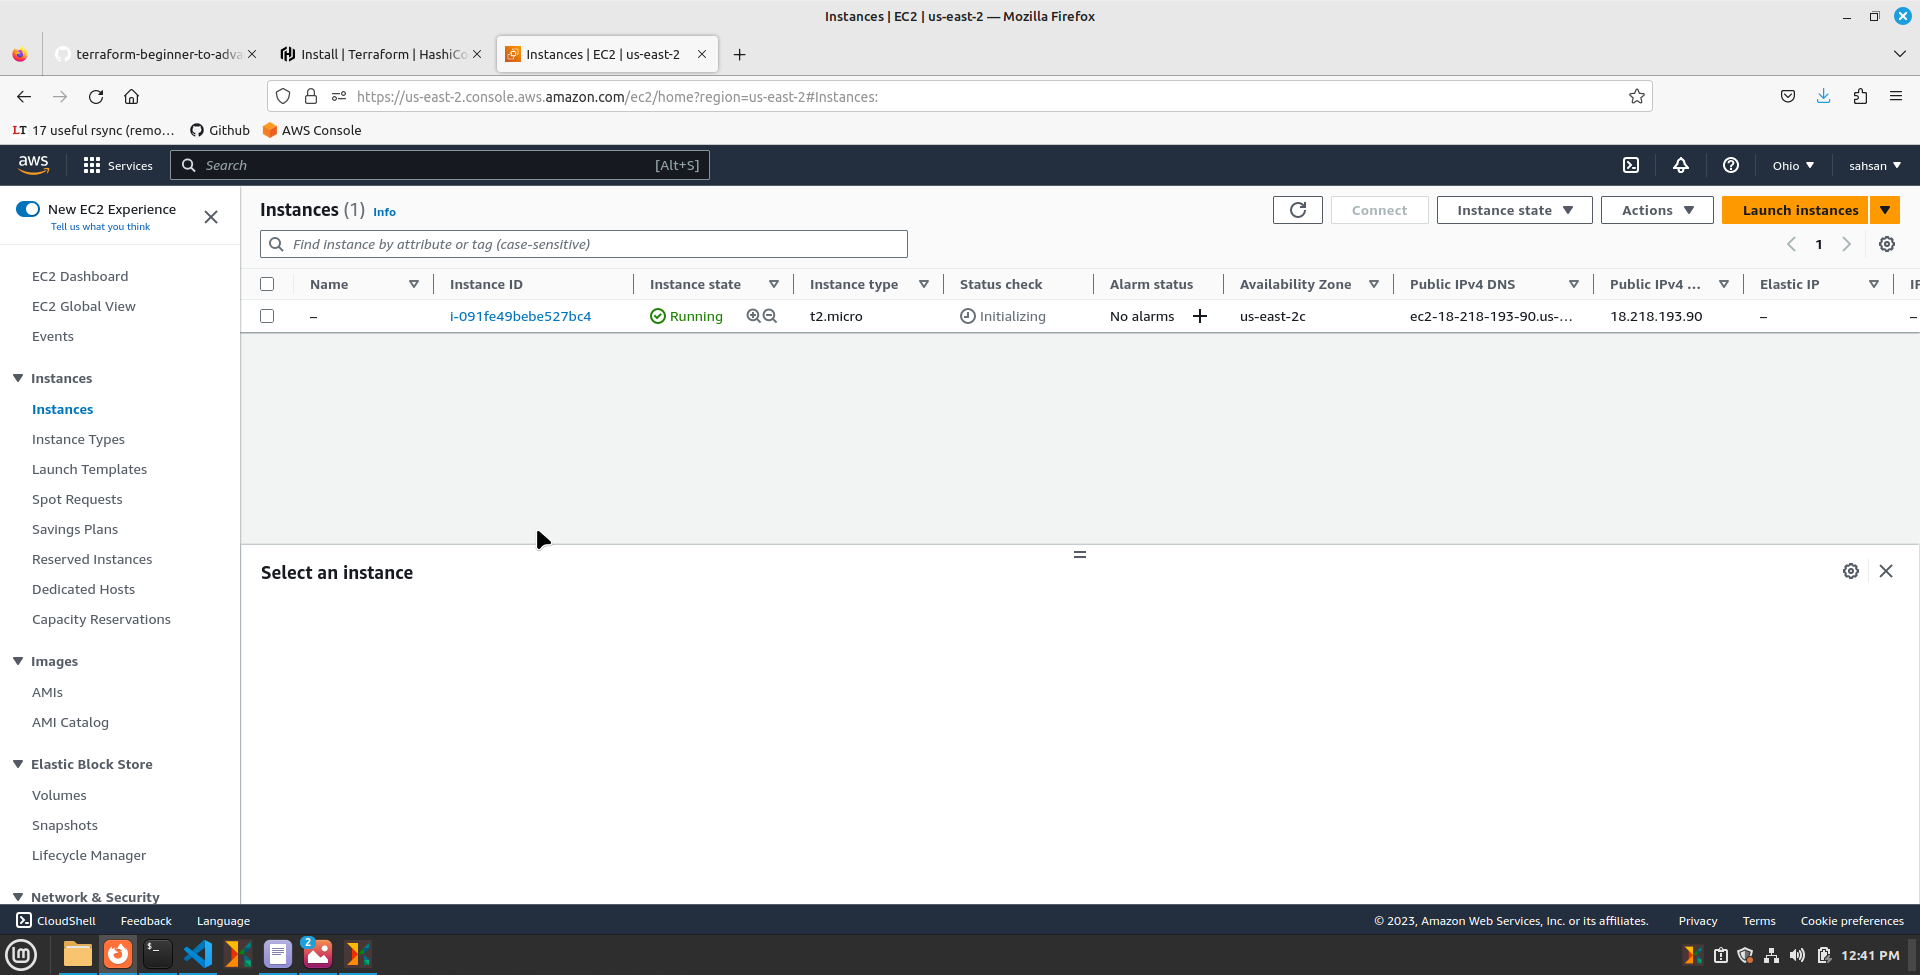 Instances | EC2 | us-east-2 — Mozilla Firefox
terraform-beginner-to-adva
Install | Terraform | HashiCo
Instances | EC2 | us-east-2
https://us-east-2.console.aws.amazon.com/ec2/home?region=us-east-2#Instances:
LT 17 useful rsync (remo… Github AWS Console
aws Services Search [Alt+S] Ohio sahsan
New EC2 Experience
Tell us what you think
EC2 Dashboard
EC2 Global View
Events
Instances
Instances
Instance Types
Launch Templates
Spot Requests
Savings Plans
Reserved Instances
Dedicated Hosts
Capacity Reservations
Images
AMIs
AMI Catalog
Elastic Block Store
Volumes
Snapshots
Lifecycle Manager
Network & Security
Instances (1) Info
Connect Instance state Actions Launch instances
Find instance by attribute or tag (case-sensitive)
1
Name Instance ID Instance state Instance type Status check Alarm status Availability Zone Public IPv4 DNS Public IPv4 ... Elastic IP IP
– i-091fe49bebe527bc4 Running t2.micro Initializing No alarms + us-east-2c ec2-18-218-193-90.us-... 18.218.193.90 – –
Select an instance
CloudShell Feedback Language © 2023, Amazon Web Services, Inc. or its affiliates. Privacy Terms Cookie preferences
2
12:41 PM